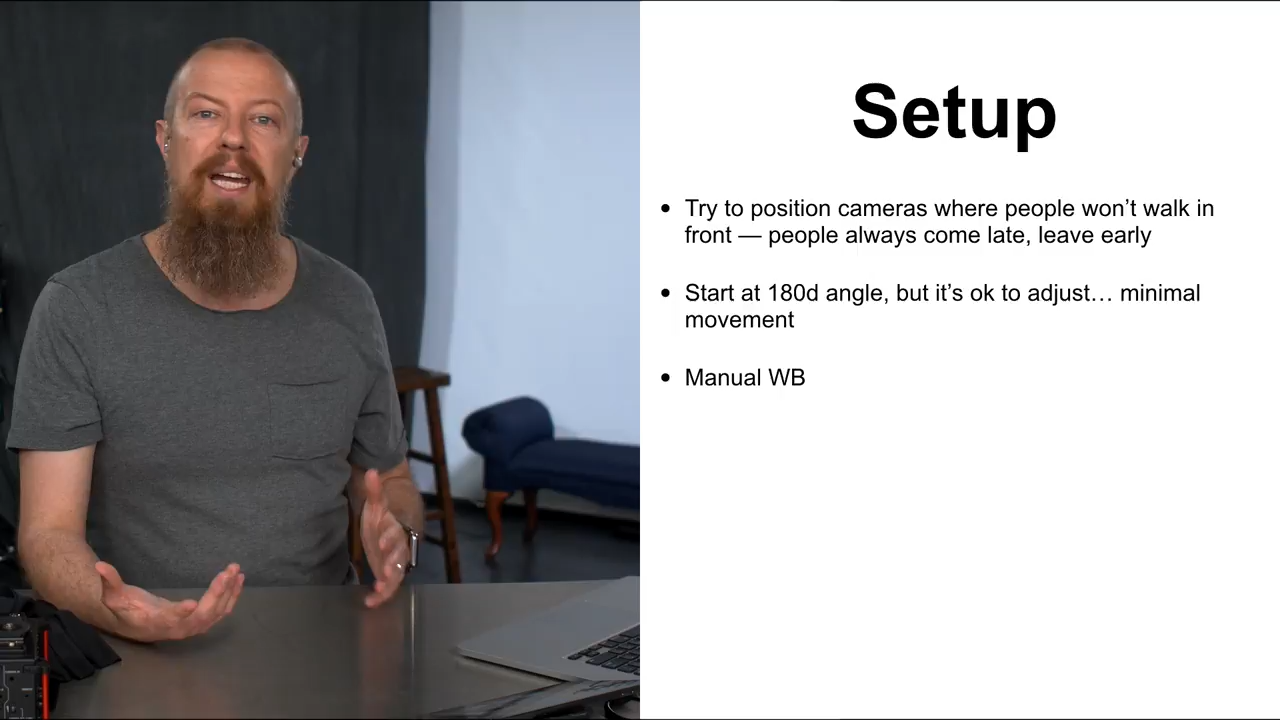 Setup
• Try to position cameras where people won’t walk in
front — people always come late, leave early
• Start at 180d angle, but it’s ok to adjust… minimal
movement
• Manual WB